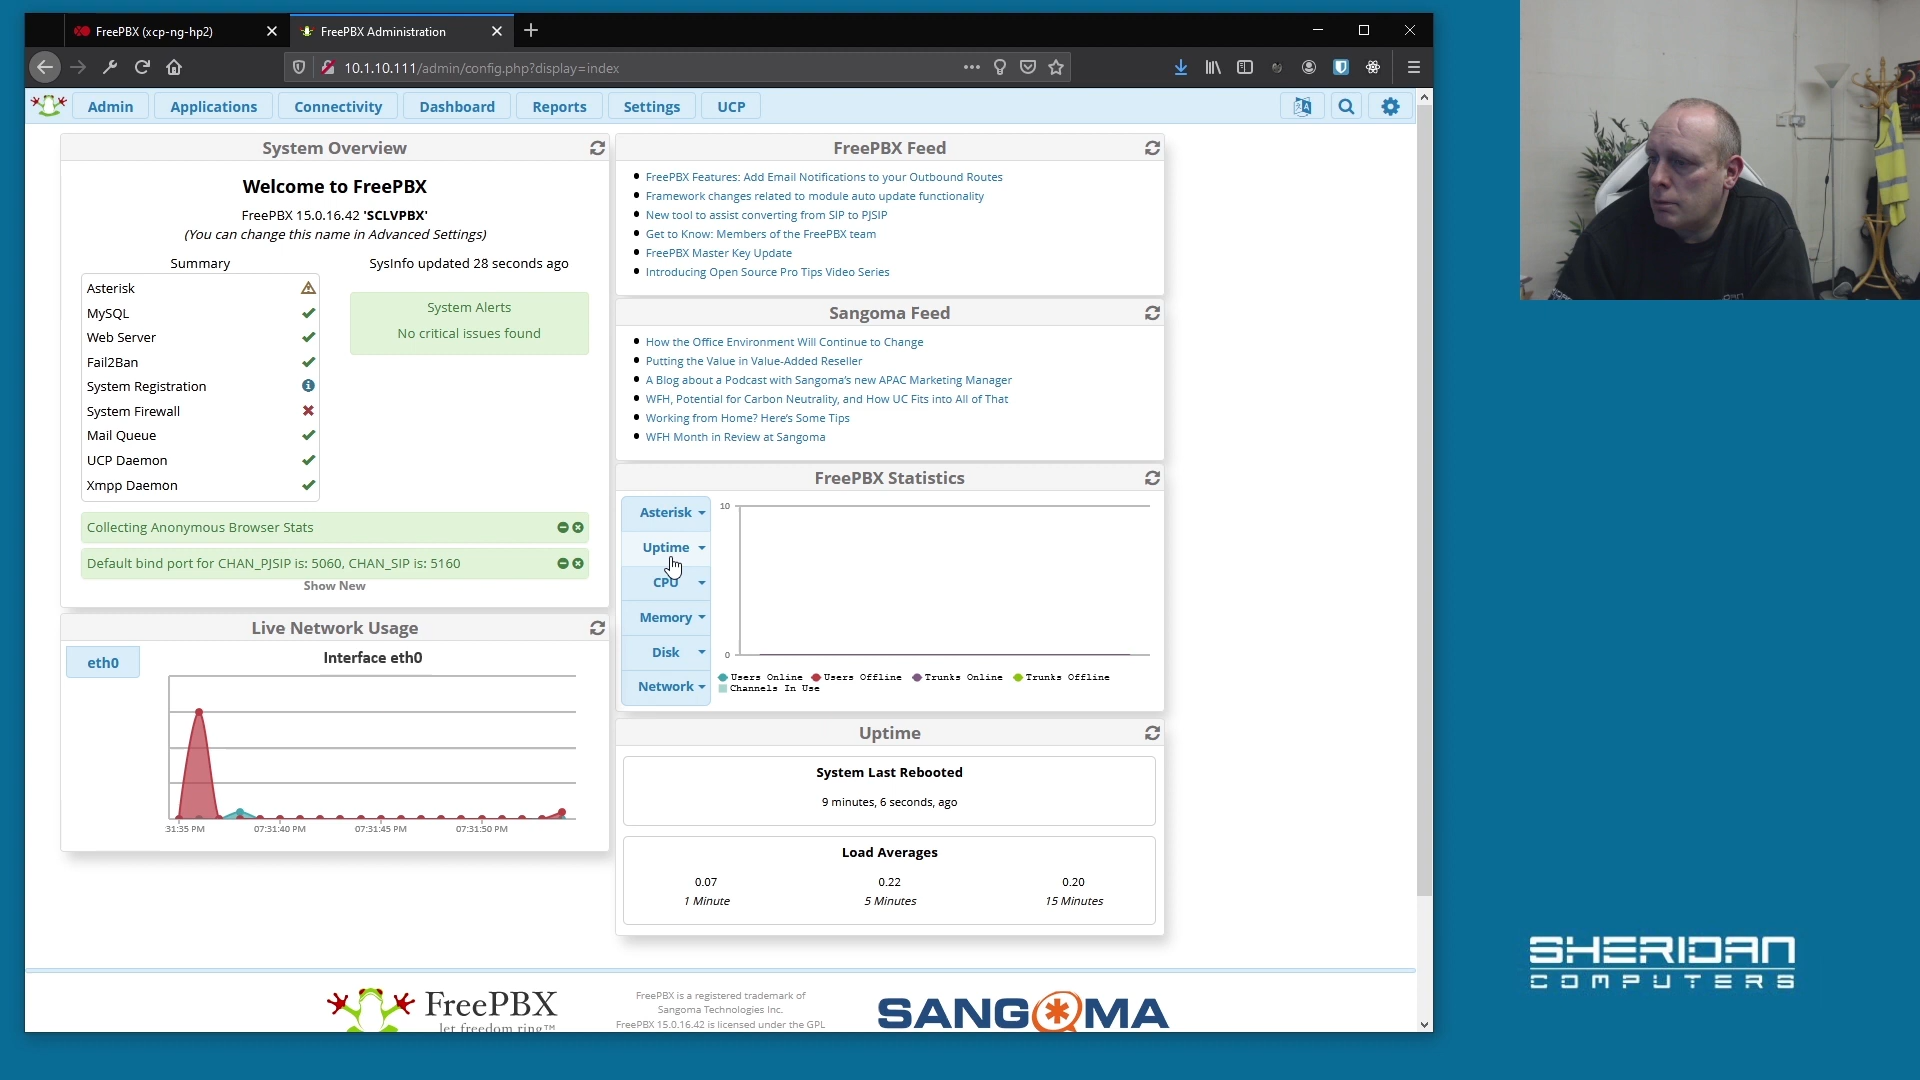 FreePBX (xcp-ng-hp2)
FreePBX Administration
10.1.10.111/admin/config.php?display=index
Admin
Applications
Connectivity
Dashboard
Reports
Settings
UCP
System Overview
Welcome to FreePBX
FreePBX 15.0.16.42 'SCLVPBX'
(You can change this name in Advanced Settings)
Summary
SysInfo updated 28 seconds ago
Asterisk
MySQL
Web Server
Fail2Ban
System Registration
System Firewall
Mail Queue
UCP Daemon
Xmpp Daemon
System Alerts
No critical issues found
Collecting Anonymous Browser Stats
Default bind port for CHAN_PJSIP is: 5060, CHAN_SIP is: 5160
Show New
Live Network Usage
eth0
Interface eth0
31:35 PM
07:31:40 PM
07:31:45 PM
07:31:50 PM
FreePBX Feed
FreePBX Features: Add Email Notifications to your Outbound Routes
Framework changes related to module auto update functionality
New tool to assist converting from SIP to PJSIP
Get to Know: Members of the FreePBX team
FreePBX Master Key Update
Introducing Open Source Pro Tips Video Series
Sangoma Feed
How the Office Environment Will Continue to Change
Putting the Value in Value-Added Reseller
A Blog about a Podcast with Sangoma's new APAC Marketing Manager
WFH, Potential for Carbon Neutrality, and How UC Fits into All of That
Working from Home? Here's Some Tips
WFH Month in Review at Sangoma
FreePBX Statistics
Asterisk
Uptime
CPU
Memory
Disk
Network
10
0
Users Online
Users Offline
Trunks Online
Trunks Offline
Channels In Use
Uptime
System Last Rebooted
9 minutes, 6 seconds, ago
Load Averages
0.07
0.22
0.20
1 Minute
5 Minutes
15 Minutes
FreePBX
let freedom ring™
FreePBX is a registered trademark of
Sangoma Technologies Inc.
FreePBX 15.0.16.42 is licensed under the GPL
SANGOMA
SHERIDAN
COMPUTERS